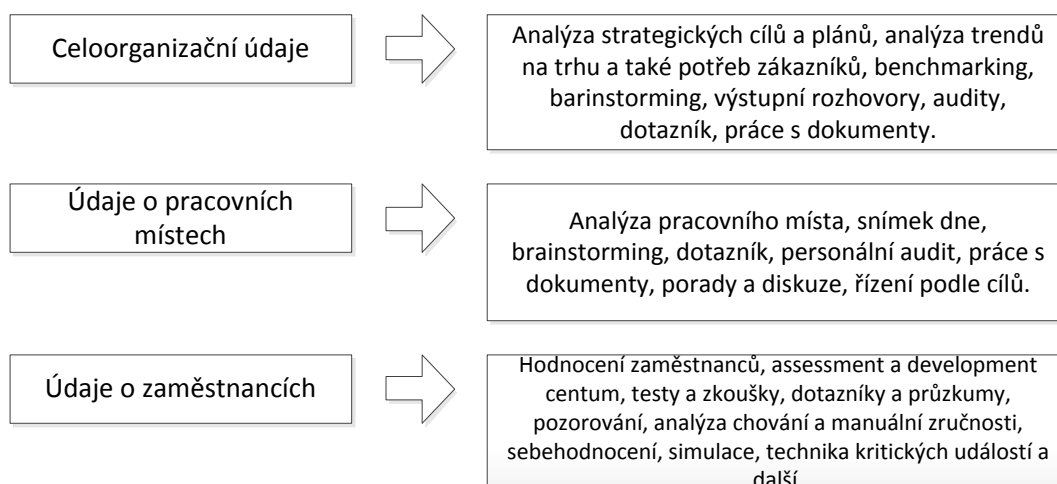 Celoorganizační údaje
Analýza strategických cílů a plánů, analýza trendů
na trhu a také potřeb zákazníků, benchmarking,
barinstorming, výstupní rozhovory, audity,
dotazník, práce s dokumenty.
Údaje o pracovních
místech
Analýza pracovního místa, snímek dne,
brainstorming, dotazník, personální audit, práce s
dokumenty, porady a diskuze, řízení podle cílů.
Údaje o zaměstnancích
Hodnocení zaměstnanců, assessment a development
centum, testy a zkoušky, dotazníky a průzkumy,
pozorování, analýza chování a manuální zručnosti,
sebehodnocení, simulace, technika kritických událostí a
další